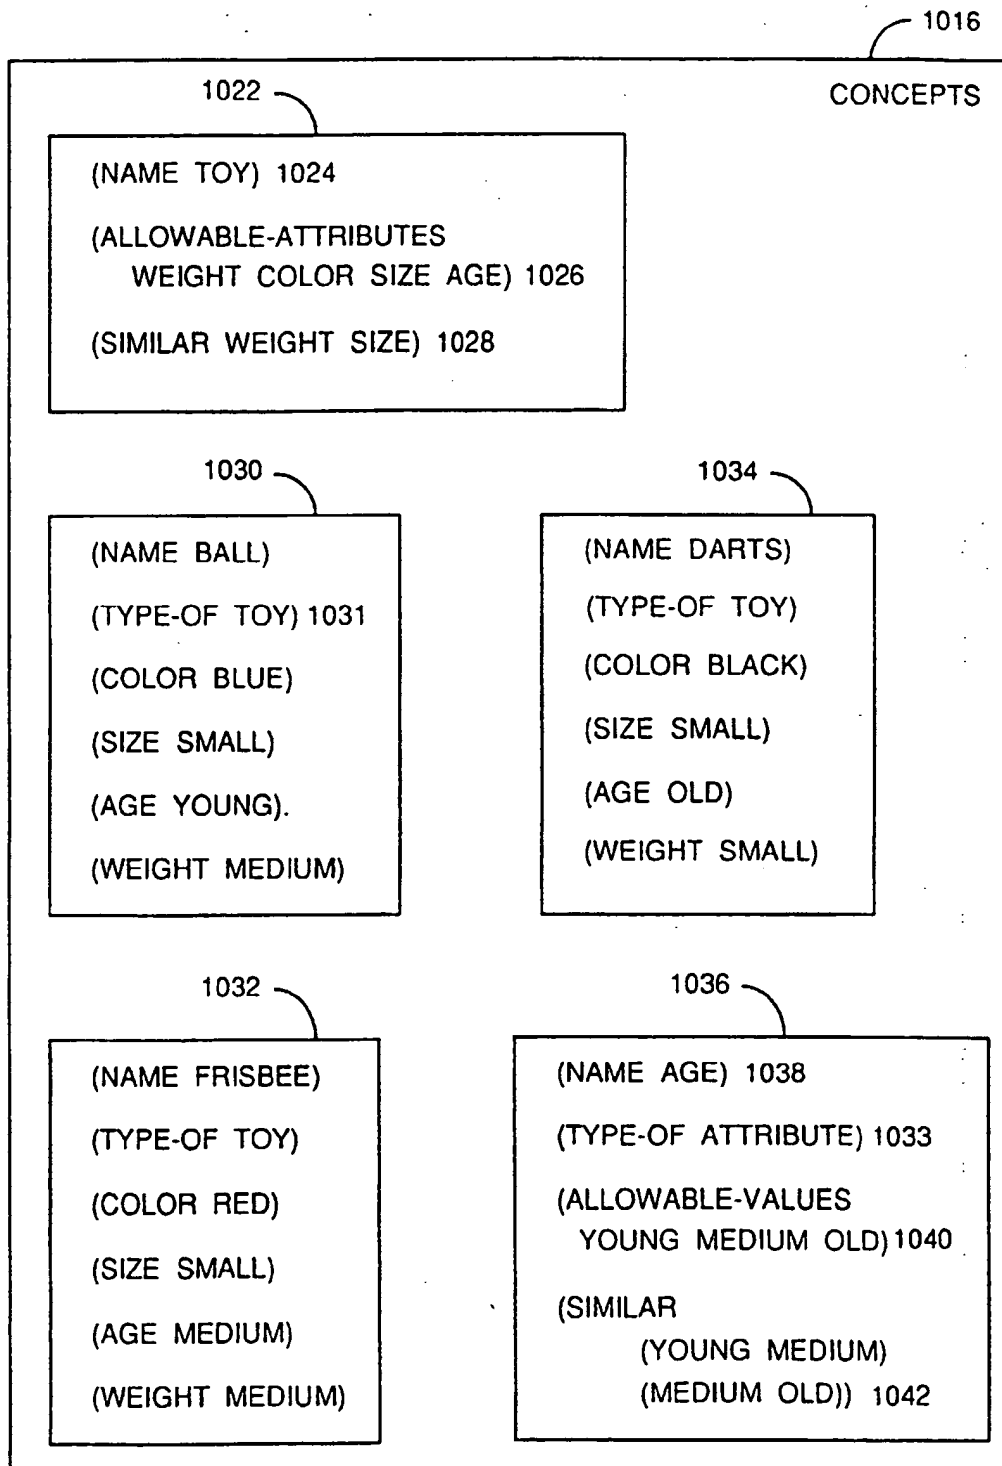 1016
CONCEPTS
1022
(NAME TOY) 1024
(ALLOWABLE-ATTRIBUTES
WEIGHT COLOR SIZE AGE) 1026
(SIMILAR WEIGHT SIZE) 1028
1030
(NAME BALL)
(TYPE-OF TOY) 1031
(COLOR BLUE)
(SIZE SMALL)
(AGE YOUNG).
(WEIGHT MEDIUM)
1034
(NAME DARTS)
(TYPE-OF TOY)
(COLOR BLACK)
(SIZE SMALL)
(AGE OLD)
(WEIGHT SMALL)
1032
(NAME FRISBEE)
(TYPE-OF TOY)
(COLOR RED)
(SIZE SMALL)
(AGE MEDIUM)
(WEIGHT MEDIUM)
1036
(NAME AGE) 1038
(TYPE-OF ATTRIBUTE) 1033
(ALLOWABLE-VALUES
YOUNG MEDIUM OLD) 1040
(SIMILAR
(YOUNG MEDIUM)
(MEDIUM OLD)) 1042